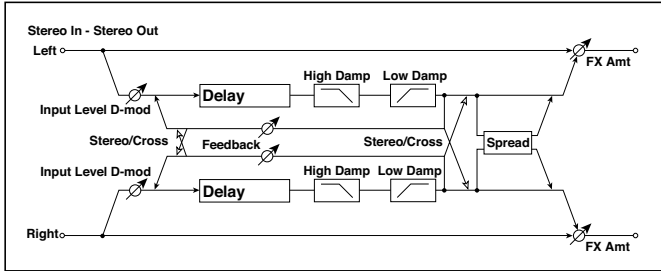 Stereo In - Stereo Out
Left
FX Amt
High Damp Low Damp
Delay
Input Level D-mod
Stereo/Cross Feedback Stereo/Cross Spread
Input Level D-mod
High Damp Low Damp
Delay
Right
FX Amt